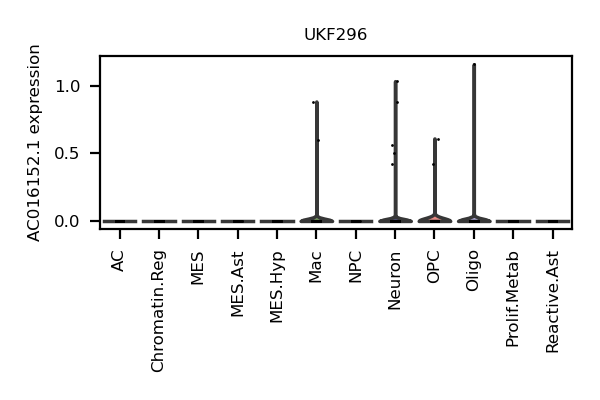 UKF296
AC016152.1 expression
1.0
0.5
0.0
AC
Chromatin.Reg
MES
MES.Ast
MES.Hyp
Mac
NPC
Neuron
OPC
Oligo
Prolif.Metab
Reactive.Ast